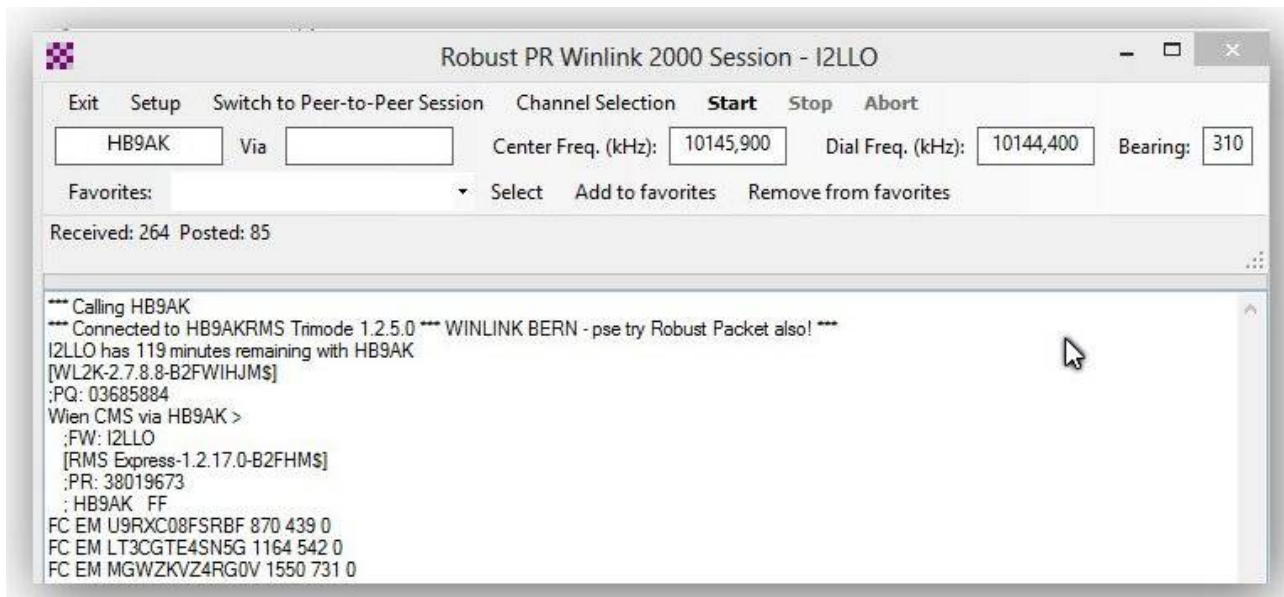 Robust PR Winlink 2000 Session - I2LLO
Exit Setup Switch to Peer-to-Peer Session Channel Selection Start Stop Abort
HB9AK Via Center Freq. (kHz): 10145,900 Dial Freq. (kHz): 10144,400 Bearing: 310
Favorites: Select Add to favorites Remove from favorites
Received: 264 Posted: 85
*** Calling HB9AK
*** Connected to HB9AKRMS Trimode 1.2.5.0 *** WINLINK BERN - pse try Robust Packet also! ***
I2LLO has 119 minutes remaining with HB9AK
[WL2K-2.7.8.8-B2FWIHJM$]
;PQ: 03685884
Wien CMS via HB9AK >
;FW: I2LLO
[RMS Express-1.2.17.0-B2FHM$]
;PR: 38019673
; HB9AK FF
FC EM U9RXC08FSRBF 870 439 0
FC EM LT3CGTE4SN5G 1164 542 0
FC EM MGWZKVZ4RG0V 1550 731 0